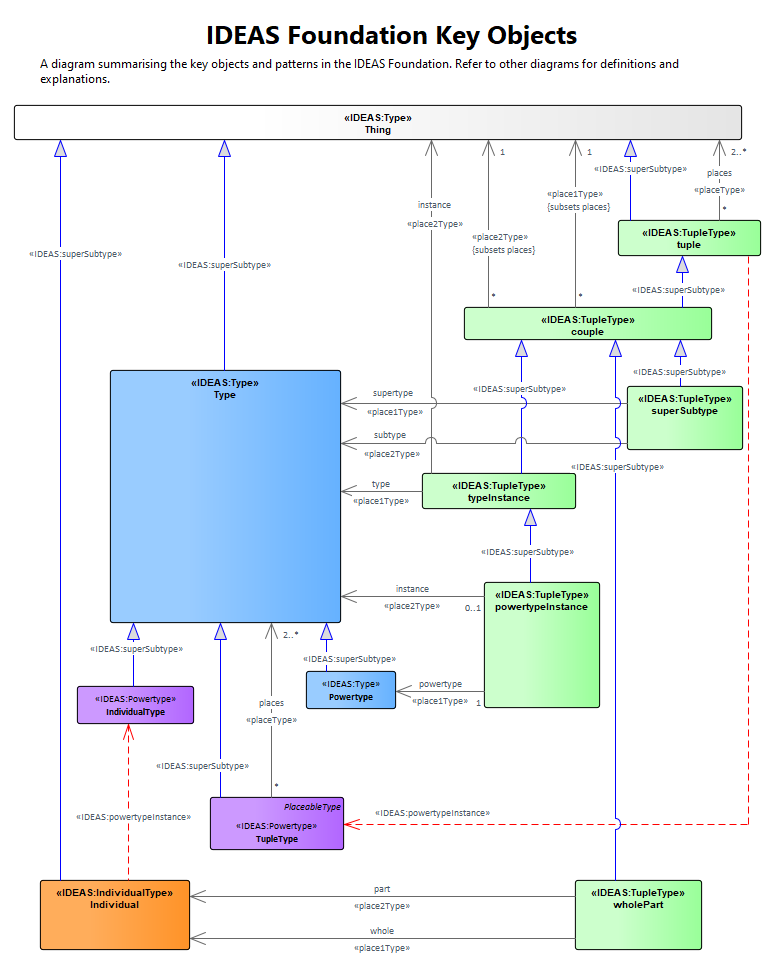 IDEAS Foundation Key Objects
A diagram summarising the key objects and patterns in the IDEAS Foundation. Refer to other diagrams for definitions and
explanations.
«IDEAS:Type»
Thing
1
1
2..*
«IDEAS:superSubtype»
places
«placeType»
*
instance
«place2Type»
«place1Type»
{subsets places}
«place2Type»
{subsets places}
*
*
«IDEAS:TupleType»
tuple
«IDEAS:superSubtype»
«IDEAS:superSubtype»
«IDEAS:superSubtype»
«IDEAS:TupleType»
couple
«IDEAS:Type»
Type
supertype
«place1Type»
«IDEAS:superSubtype»
«IDEAS:superSubtype»
«IDEAS:TupleType»
superSubtype
subtype
«place2Type»
«IDEAS:superSubtype»
type
«place1Type»
«IDEAS:TupleType»
typeInstance
«IDEAS:superSubtype»
instance
«place2Type»
0..1
«IDEAS:TupleType»
powertypeInstance
2..*
«IDEAS:superSubtype»
«IDEAS:superSubtype»
«IDEAS:Powertype»
IndividualType
«IDEAS:Type»
Powertype
powertype
«place1Type»
1
places
«placeType»
*
«IDEAS:superSubtype»
PlaceableType
«IDEAS:Powertype»
TupleType
«IDEAS:powertypeInstance»
«IDEAS:powertypeInstance»
«IDEAS:IndividualType»
Individual
part
«place2Type»
whole
«place1Type»
«IDEAS:TupleType»
wholePart